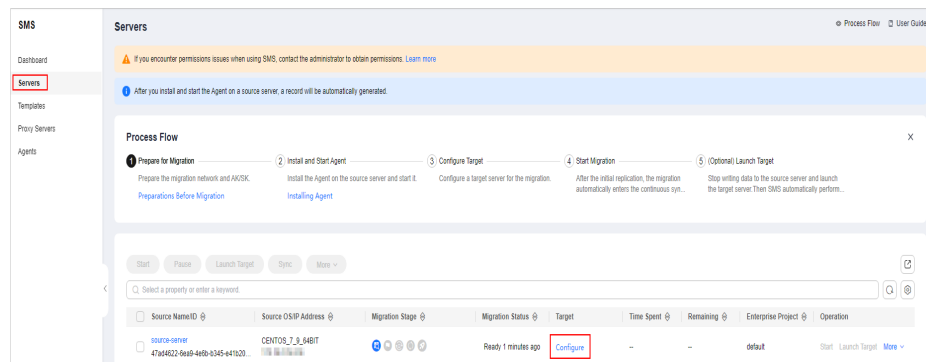 SMS
Servers
Process Flow
User Guide
Dashboard
Servers
Templates
Proxy Servers
Agents
If you encounter permissions issues when using SMS, contact the administrator to obtain permissions. Learn more
After you install and start the Agent on a source server, a record will be automatically generated.
Process Flow
1 Prepare for Migration
Prepare the migration network and AK/SK.
Preparations Before Migration
2 Install and Start Agent
Install the Agent on the source server and start it.
Installing Agent
3 Configure Target
Configure a target server for the migration.
4 Start Migration
After the initial replication, the migration
automatically enters the continuous syn...
5 (Optional) Launch Target
Stop writing data to the source server and launch
the target server.Then SMS automatically perform...
Start Pause Launch Target Sync More
Select a property or enter a keyword.
Source Name/ID Source OS/IP Address Migration Stage Migration Status Target Time Spent Remaining Enterprise Project Operation
source-server
47ad4622-6ea9-4e6b-b345-e41b20...
CENTOS_7_9_64BIT
Ready 1 minutes ago Configure -- -- default Start Launch Target More